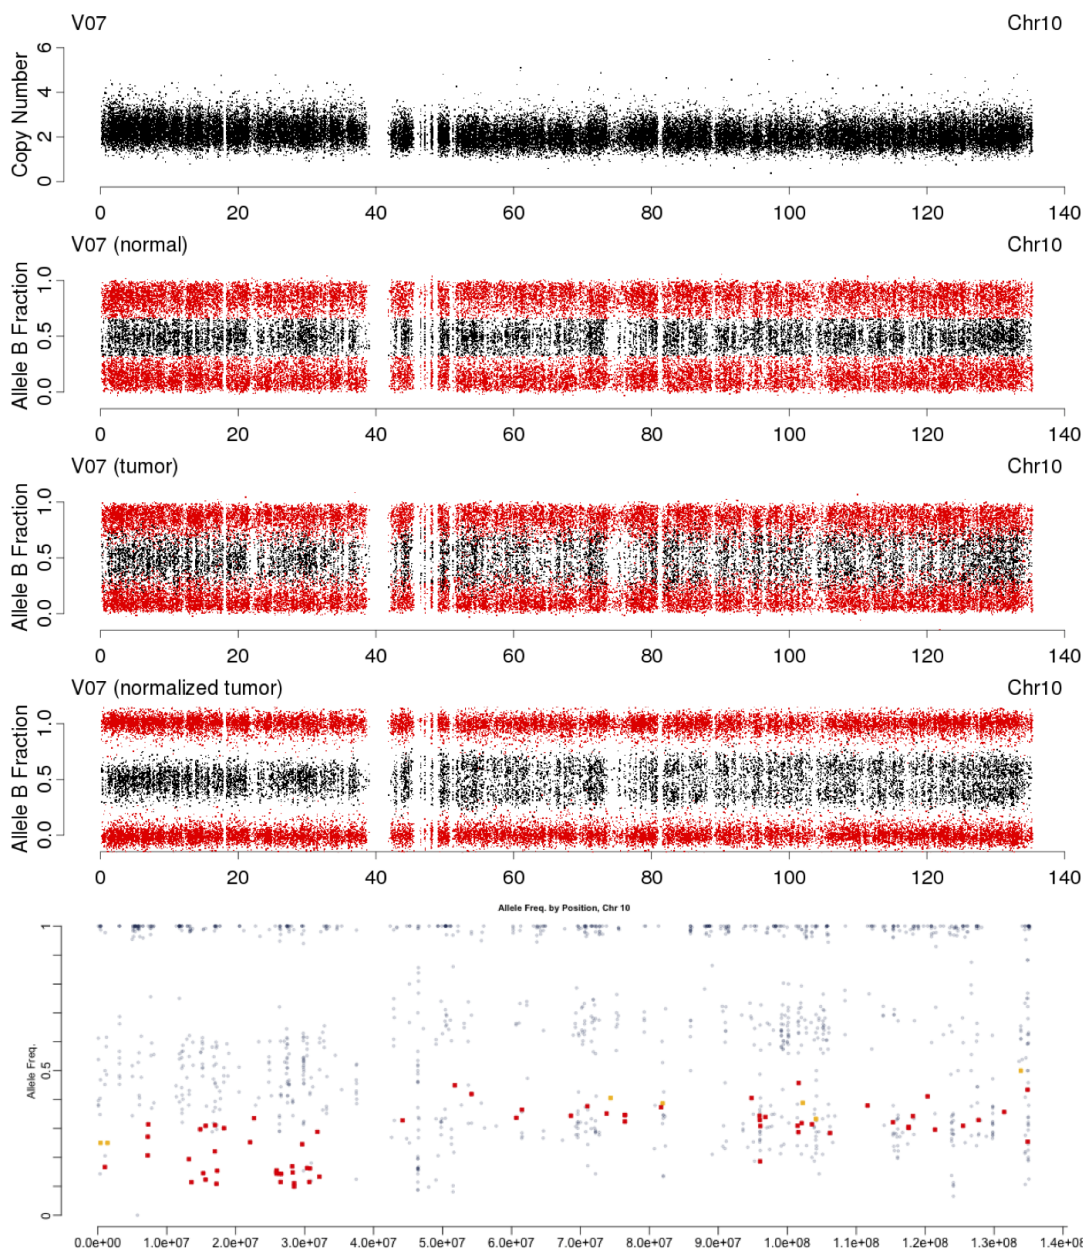 V07 Chr10
Copy Number
6
4
2
0
0 20 40 60 80 100 120 140
V07 (normal) Chr10
Allele B Fraction
1.0
0.5
0.0
0 20 40 60 80 100 120 140
V07 (tumor) Chr10
Allele B Fraction
1.0
0.5
0.0
0 20 40 60 80 100 120 140
V07 (normalized tumor) Chr10
Allele B Fraction
1.0
0.5
0.0
0 20 40 60 80 100 120 140
Allele Freq. by Position, Chr 10
Allele Freq.
1
0.5
0
0.0e+00 1.0e+07 2.0e+07 3.0e+07 4.0e+07 5.0e+07 6.0e+07 7.0e+07 8.0e+07 9.0e+07 1.0e+08 1.1e+08 1.2e+08 1.3e+08 1.4e+08